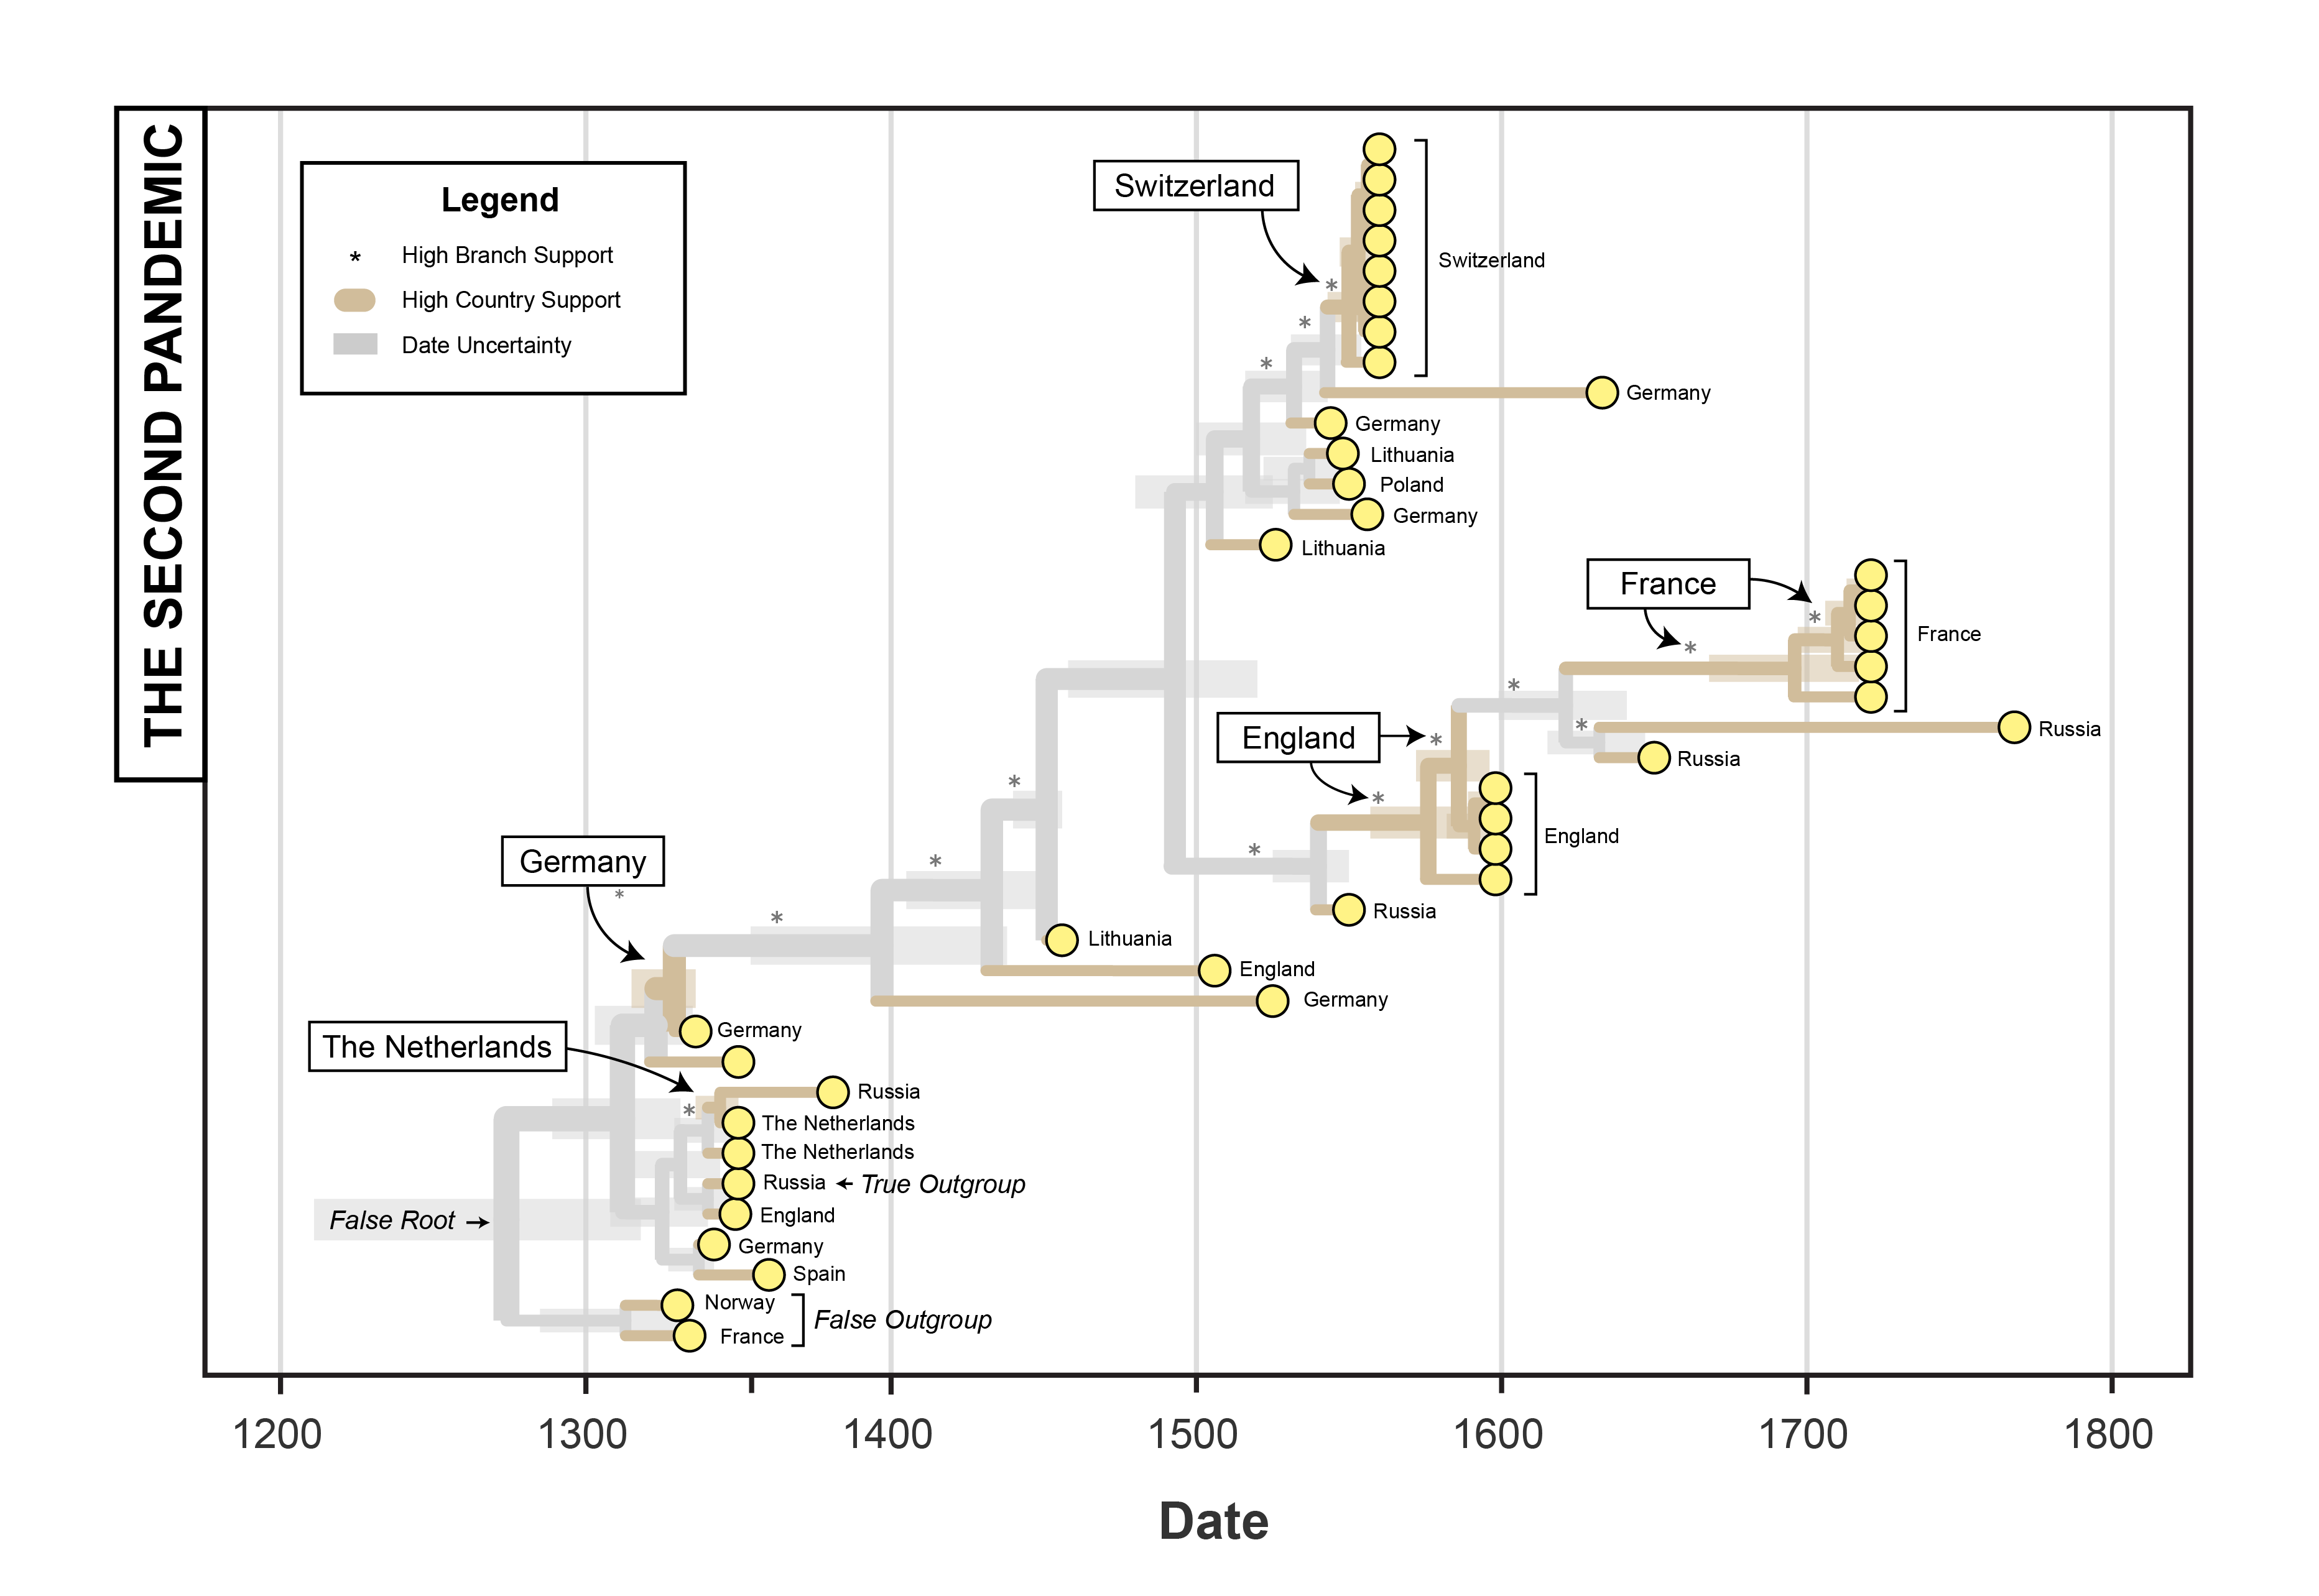 THE SECOND PANDEMIC
Legend
* High Branch Support
High Country Support
Date Uncertainty
Switzerland
*
Switzerland
*
*
Germany
Germany
Lithuania
Poland
Germany
Lithuania
France
*
France
*
*
England
*
*
Russia
Russia
*
*
England
*
Germany
*
*
Russia
*
Lithuania
England
Germany
Germany
The Netherlands
Russia
*
The Netherlands
The Netherlands
Russia
True Outgroup
England
False Root
Germany
Spain
Norway
False Outgroup
France
1200 1300 1400 1500 1600 1700 1800
Date